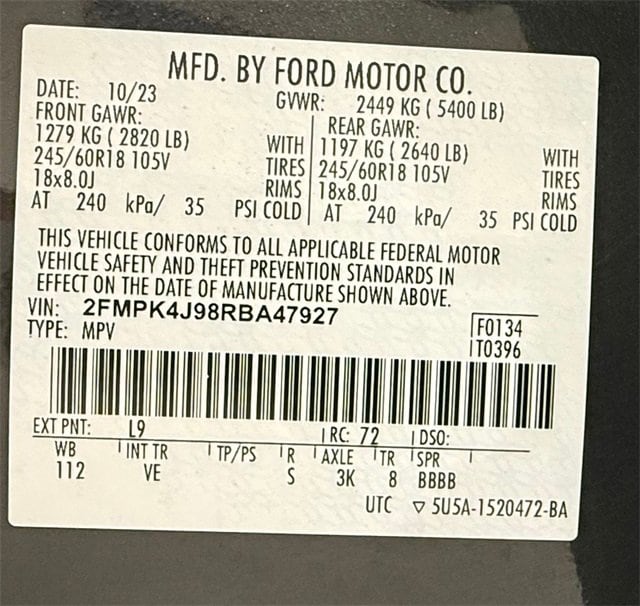 MFD. BY FORD MOTOR CO.
DATE: 10/23 GVWR: 2449 KG ( 5400 LB)
FRONT GAWR: REAR GAWR:
1279 KG ( 2820 LB) WITH 1197 KG ( 2640 LB) WITH
245/60R18 105V TIRES 245/60R18 105V TIRES
18x8.0J RIMS 18x8.0J RIMS
AT 240 kPa/ 35 PSI COLD AT 240 kPa/ 35 PSI COLD
THIS VEHICLE CONFORMS TO ALL APPLICABLE FEDERAL MOTOR
VEHICLE SAFETY AND THEFT PREVENTION STANDARDS IN
EFFECT ON THE DATE OF MANUFACTURE SHOWN ABOVE.
VIN: 2FMPK4J98RBA47927 F0134
TYPE: MPV T0396
EXT PNT: L9 RC: 72 DSO:
WB INT TR TP/PS R AXLE TR SPR
112 VE S 3K 8 BBBB
UTC ▽ 5U5A-1520472-BA